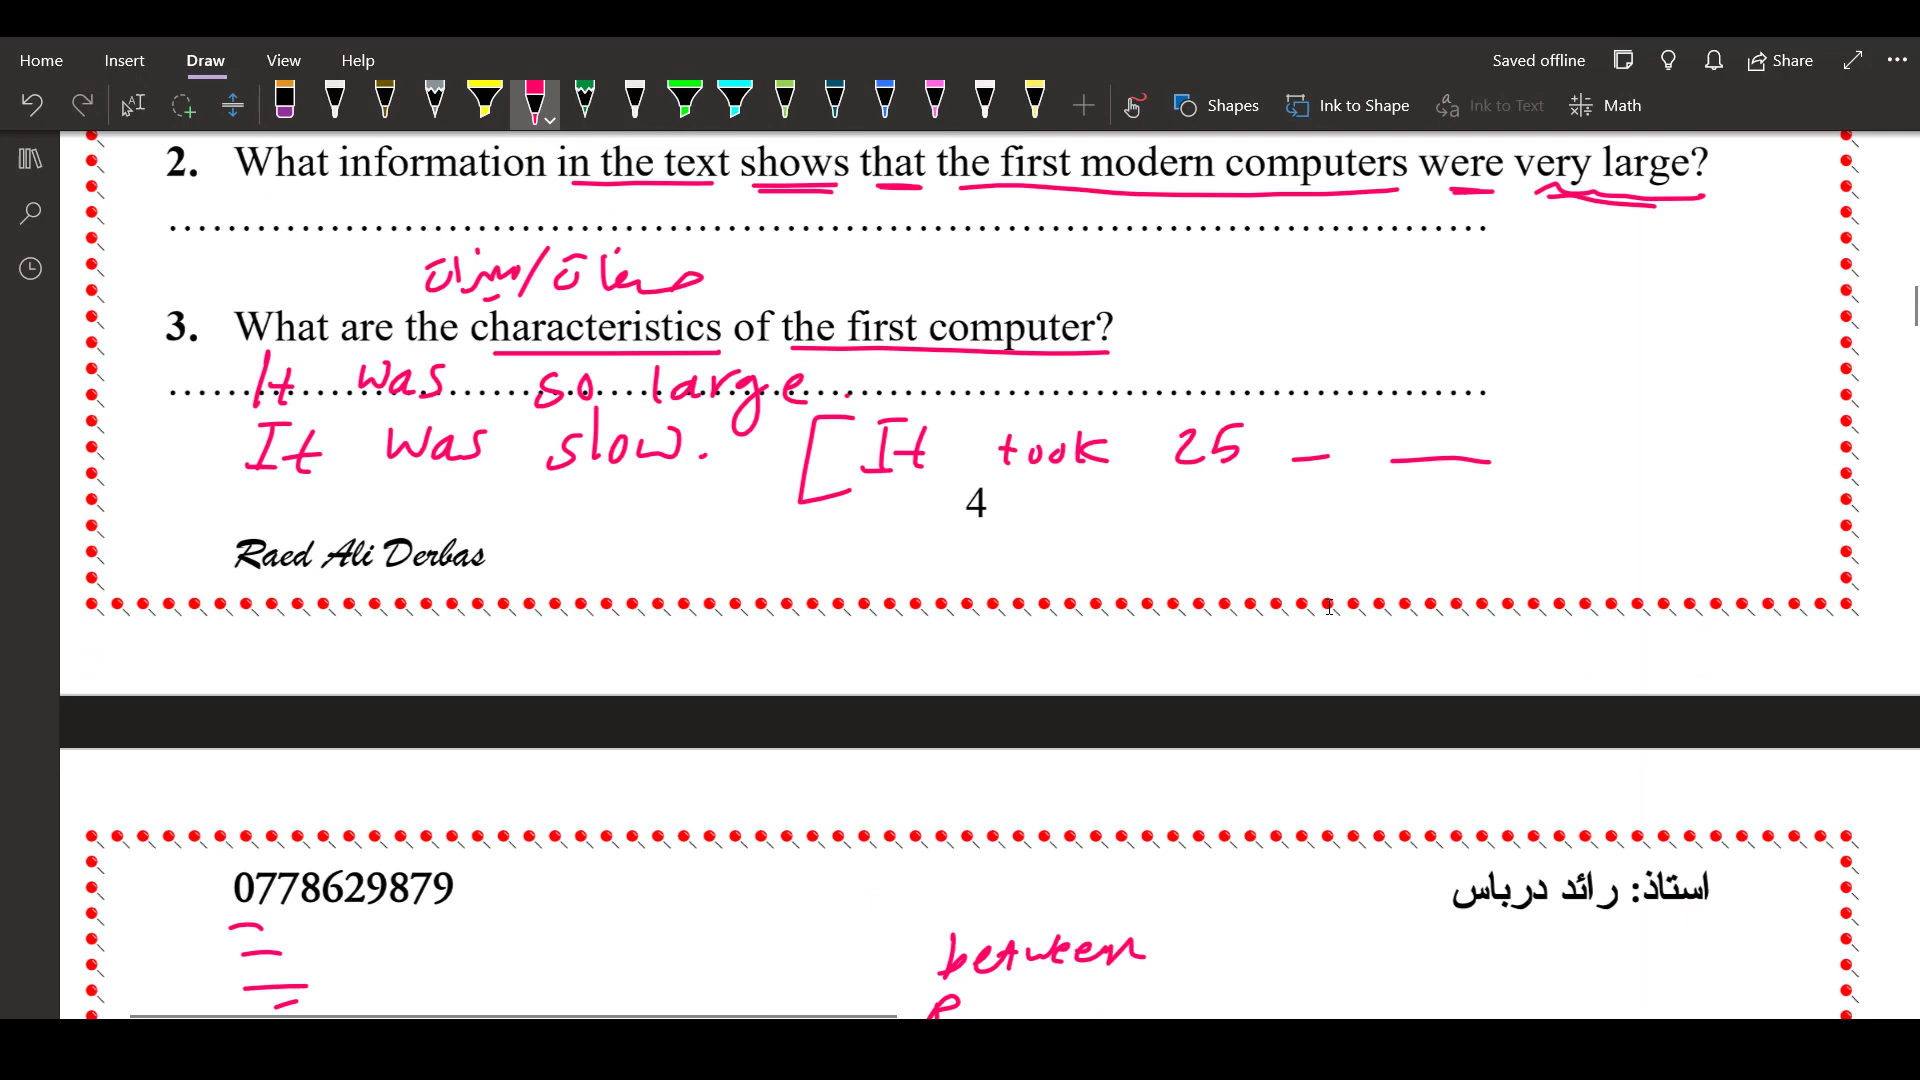 Home Insert Draw View Help Saved offline Share
Shapes Ink to Shape Ink to Text Math
2. What information in the text shows that the first modern computers were very large?
........................................................................................
صفات / ميزات
3. What are the characteristics of the first computer?
It was so large.
It was slow. [It took 25 _ __
4
Raed Ali Derbas
0778629879 استاذ: رائد درباس
between